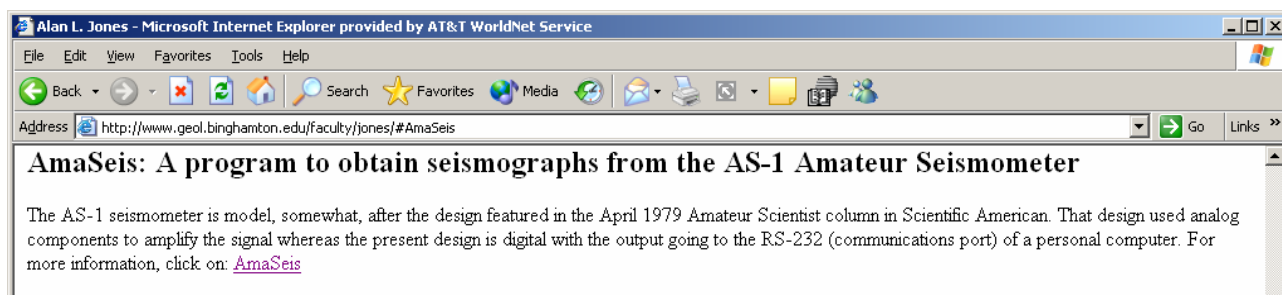 Alan L. Jones - Microsoft Internet Explorer provided by AT&T WorldNet Service
File Edit View Favorites Tools Help
Back Search Favorites Media
Address http://www.geol.binghamton.edu/faculty/jones/#AmaSeis Go Links »
AmaSeis: A program to obtain seismographs from the AS-1 Amateur Seismometer
The AS-1 seismometer is model, somewhat, after the design featured in the April 1979 Amateur Scientist column in Scientific American. That design used analog
components to amplify the signal whereas the present design is digital with the output going to the RS-232 (communications port) of a personal computer. For
more information, click on: AmaSeis